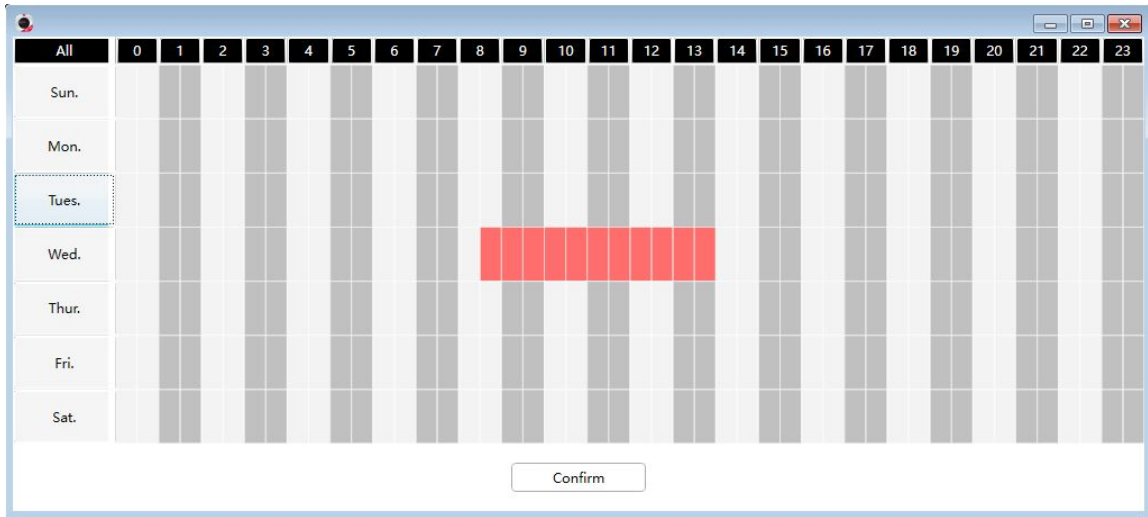 All 0 1 2 3 4 5 6 7 8 9 10 11 12 13 14 15 16 17 18 19 20 21 22 23
Sun.
Mon.
Tues.
Wed.
Thur.
Fri.
Sat.
Confirm